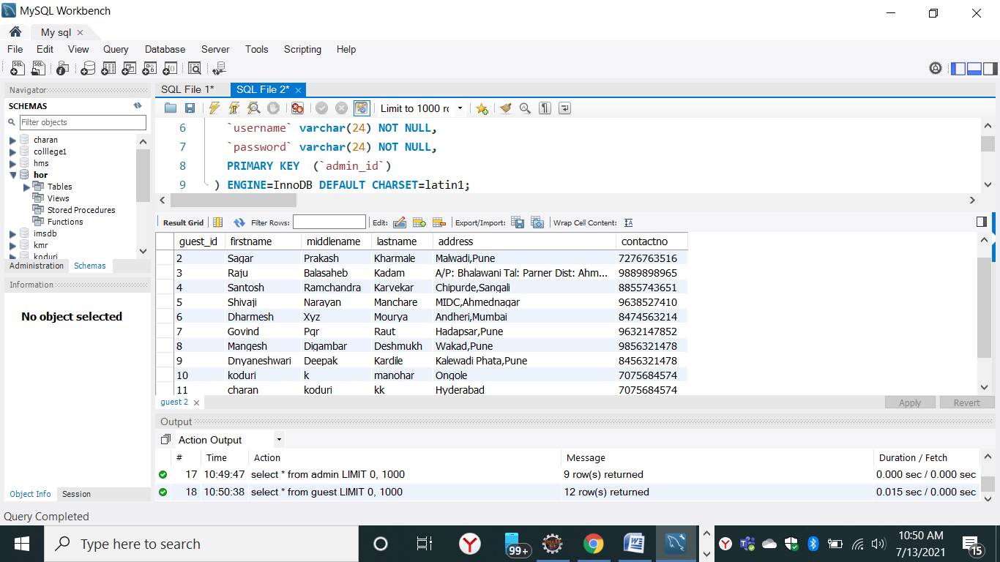 MySQL Workbench
My sql
File Edit View Query Database Server Tools Scripting Help
Navigator
SCHEMAS
Filter objects
charan
colllege1
hms
hor
Tables
Views
Stored Procedures
Functions
imsdb
kmr
koduri
Administration Schemas
Information
No object selected
Object Info Session
SQL File 1* SQL File 2*
Limit to 1000 ro
6 `username` varchar(24) NOT NULL,
7 `password` varchar(24) NOT NULL,
8 PRIMARY KEY (`admin_id`)
9 ) ENGINE=InnoDB DEFAULT CHARSET=latin1;
Result Grid Filter Rows: Edit: Export/Import: Wrap Cell Content:
guest_id firstname middlename lastname address contactno
2 Sagar Prakash Kharmale Malwadi,Pune 7276763516
3 Raju Balasaheb Kadam A/P: Bhalawani Tal: Parner Dist: Ahm... 9889898965
4 Santosh Ramchandra Karvekar Chipurde,Sangali 8855743651
5 Shivaji Narayan Manchare MIDC,Ahmednagar 9638527410
6 Dharmesh Xyz Mourya Andheri,Mumbai 8474563214
7 Govind Pqr Raut Hadapsar,Pune 9632147852
8 Mangesh Digambar Deshmukh Wakad,Pune 9856321478
9 Dnyaneshwari Deepak Kardile Kalewadi Phata,Pune 8456321478
10 koduri k manohar Ongole 7075684574
11 charan koduri kk Hyderabad 7075684574
guest 2
Apply Revert
Output
Action Output
# Time Action Message Duration / Fetch
17 10:49:47 select * from admin LIMIT 0, 1000 9 row(s) returned 0.000 sec / 0.000 sec
18 10:50:38 select * from guest LIMIT 0, 1000 12 row(s) returned 0.015 sec / 0.000 sec
Query Completed
Type here to search
99+
10:50 AM
7/13/2021
15